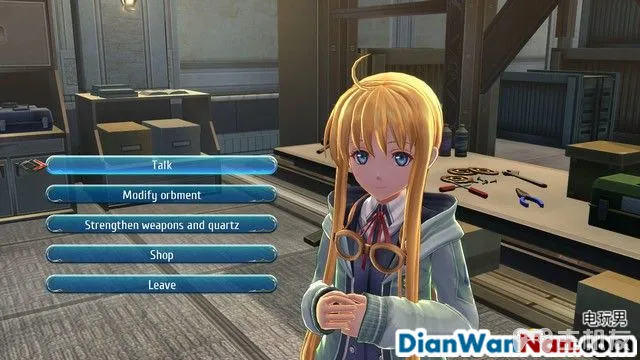 Talk
Modify orbment
Strengthen weapons and quartz
Shop
Leave
电玩男
DianWanNan.com